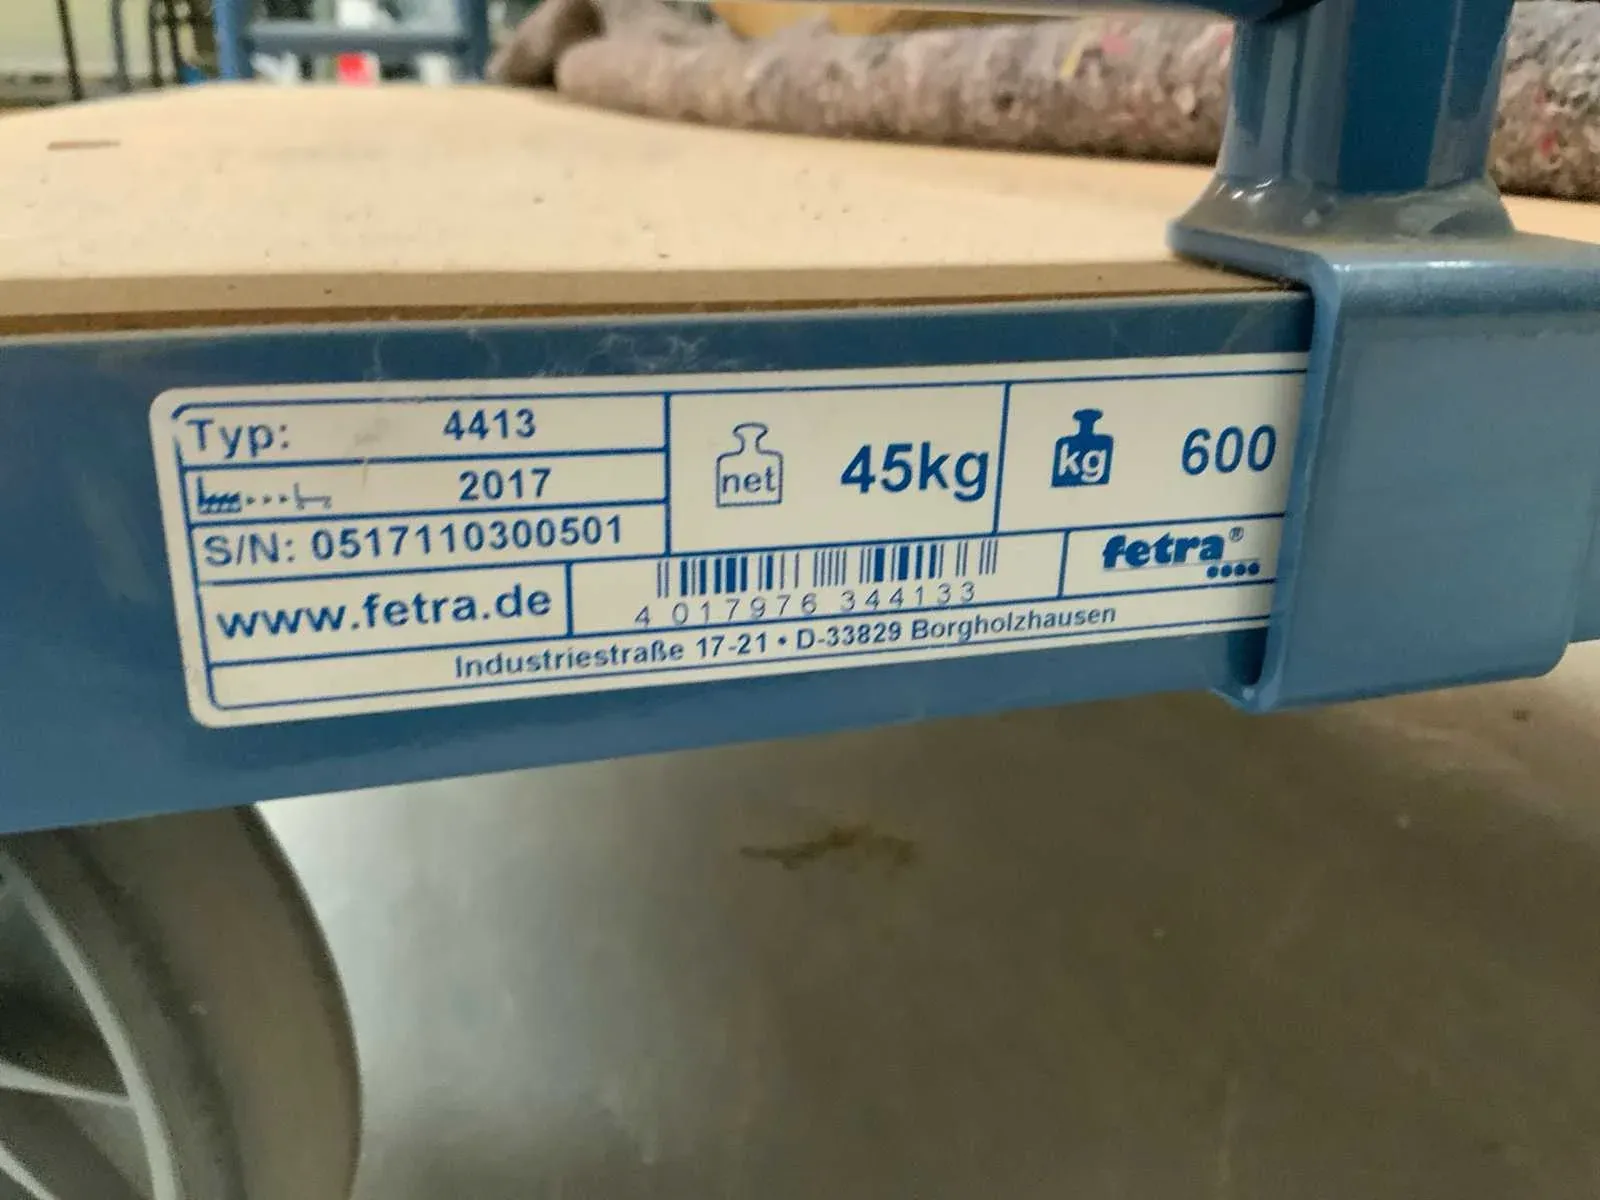 Typ: 4413
2017
S/N: 0517110300501
net 45kg
kg 600
www.fetra.de
4 017976 344133
fetra®
Industriestraße 17-21 • D-33829 Borgholzhausen